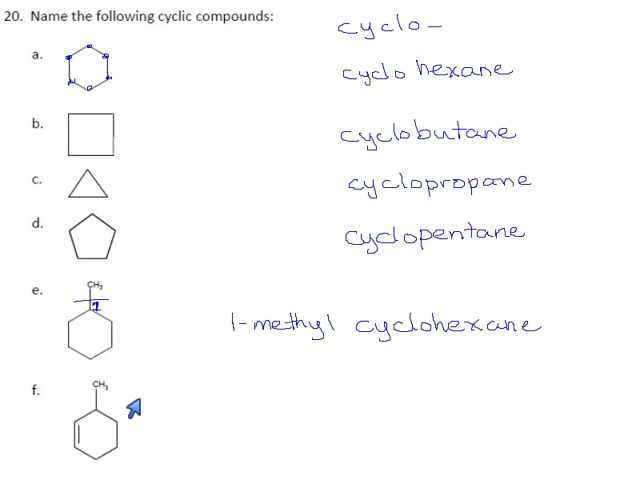 20. Name the following cyclic compounds:
cyclo -
a.
cyclo hexane
b.
cyclobutane
c.
cyclopropane
d.
cyclopentane
e.
CH₃
1
1-methyl cyclohexane
f.
CH₃